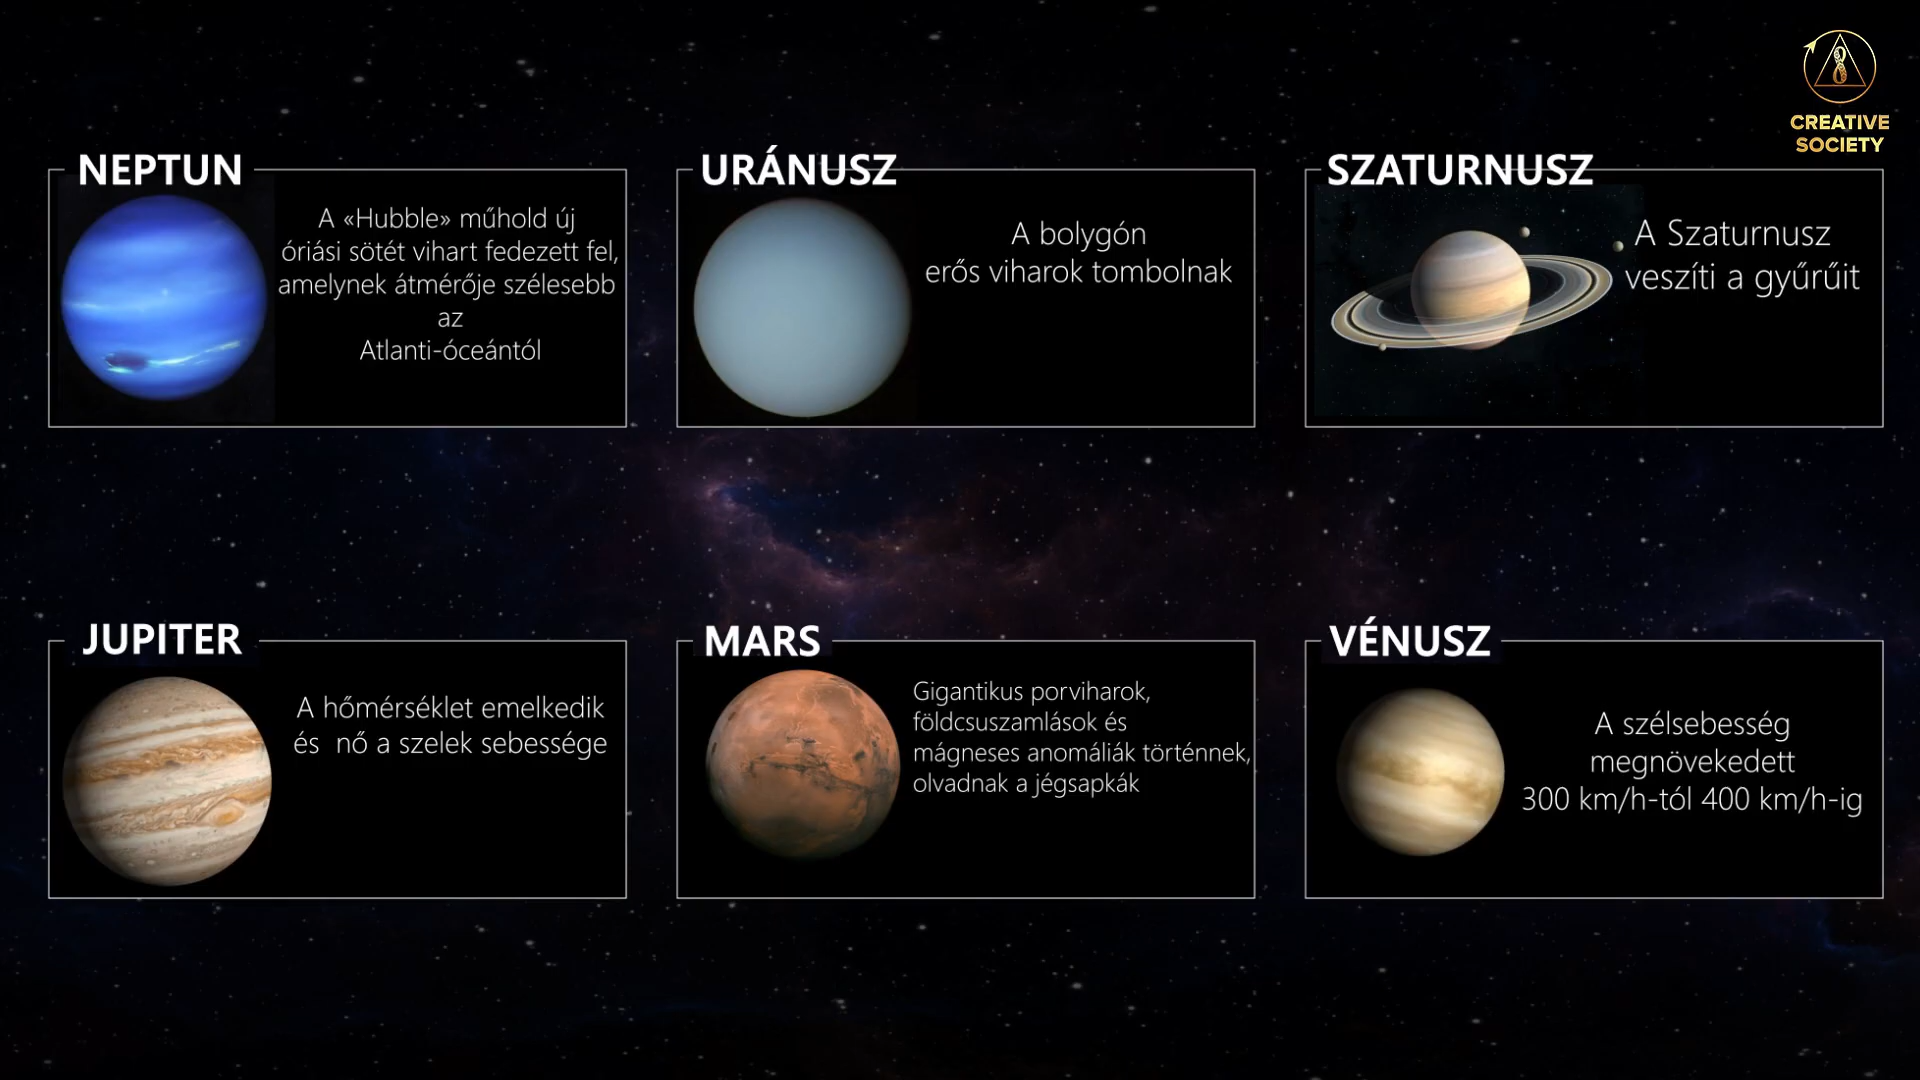 CREATIVE
SOCIETY
NEPTUN
A «Hubble» műhold új
óriási sötét vihart fedezett fel,
amelynek átmérője szélesebb
az
Atlanti-óceántól
URÁNUSZ
A bolygón
erős viharok tombolnak
SZATURNUSZ
A Szaturnusz
veszíti a gyűrűit
JUPITER
A hőmérséklet emelkedik
és nő a szelek sebessége
MARS
Gigantikus porviharok,
földcsuszamlások és
mágneses anomáliák történnek,
olvadnak a jégsapkák
VÉNUSZ
A szélsebesség
megnövekedett
300 km/h-tól 400 km/h-ig